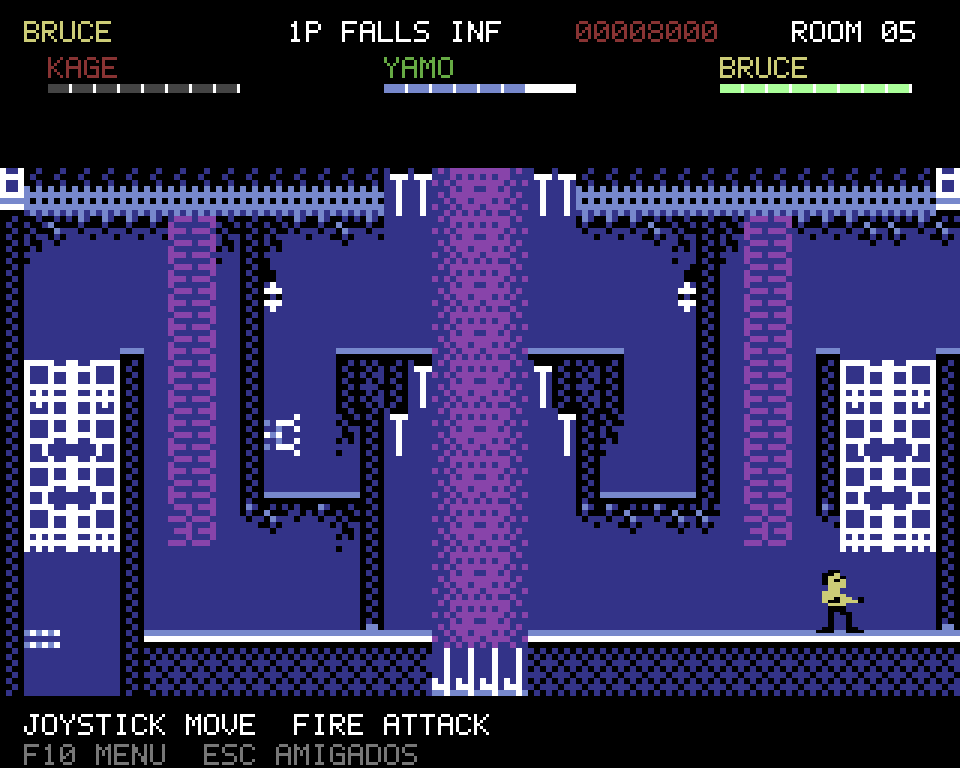 BRUCE 1P FALLS INF 00008000 ROOM 05
KAGE YAMO BRUCE
JOYSTICK MOVE FIRE ATTACK
F10 MENU ESC AMIGADOS